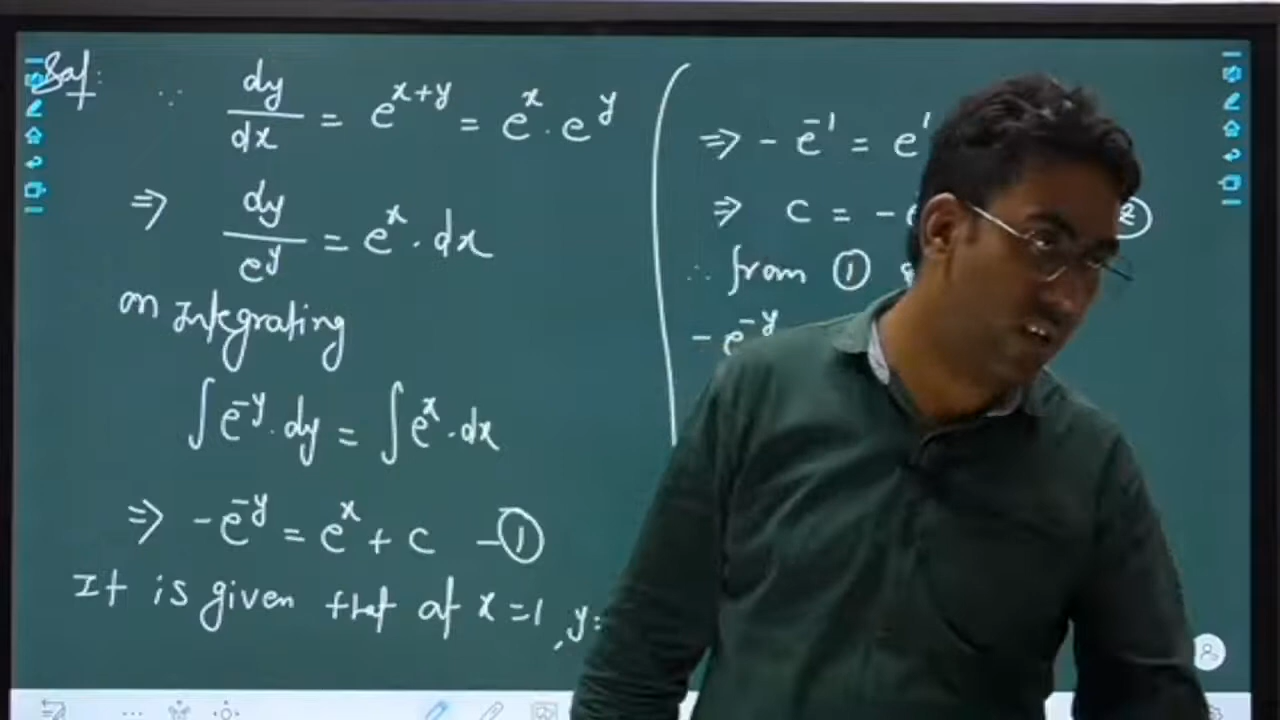 Sol:
∵ dy/dx = e^{x+y} = e^x . e^y
⇒ dy/e^y = e^x . dx
on Integrating
∫ e^{-y} . dy = ∫ e^x . dx
⇒ -e^{-y} = e^x + c -①
It is given that at x = 1, y =
⇒ - e^{-1} = e^1
⇒ c = - ②
∴ from ①
- e^{-y}